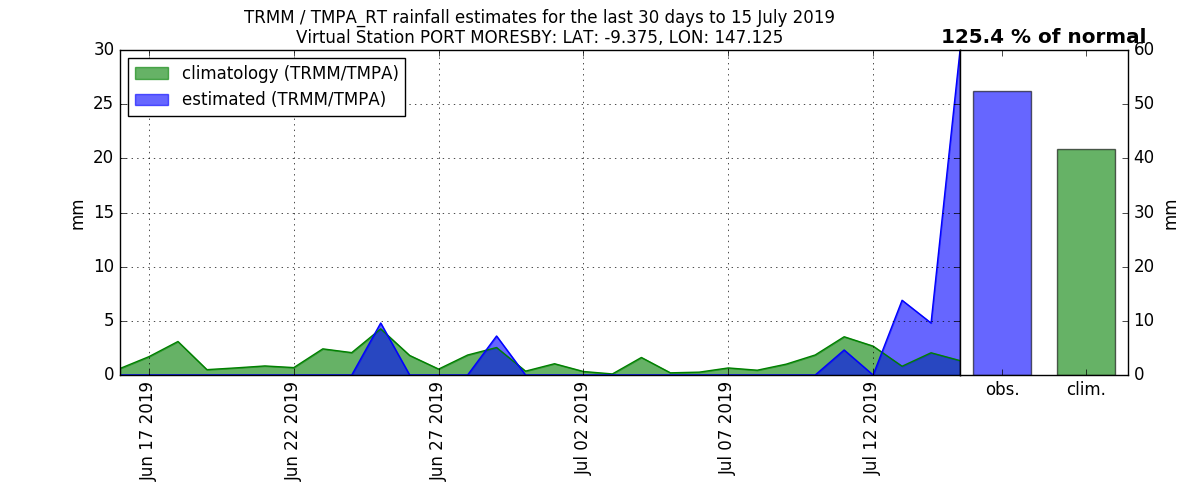 TRMM / TMPA_RT rainfall estimates for the last 30 days to 15 July 2019
Virtual Station PORT MORESBY: LAT: -9.375, LON: 147.125
125.4 % of normal
climatology (TRMM/TMPA)
estimated (TRMM/TMPA)
30
25
20
15
10
5
0
mm
Jun 17 2019
Jun 22 2019
Jun 27 2019
Jul 02 2019
Jul 07 2019
Jul 12 2019
obs.
clim.
60
50
40
30
20
10
0
mm